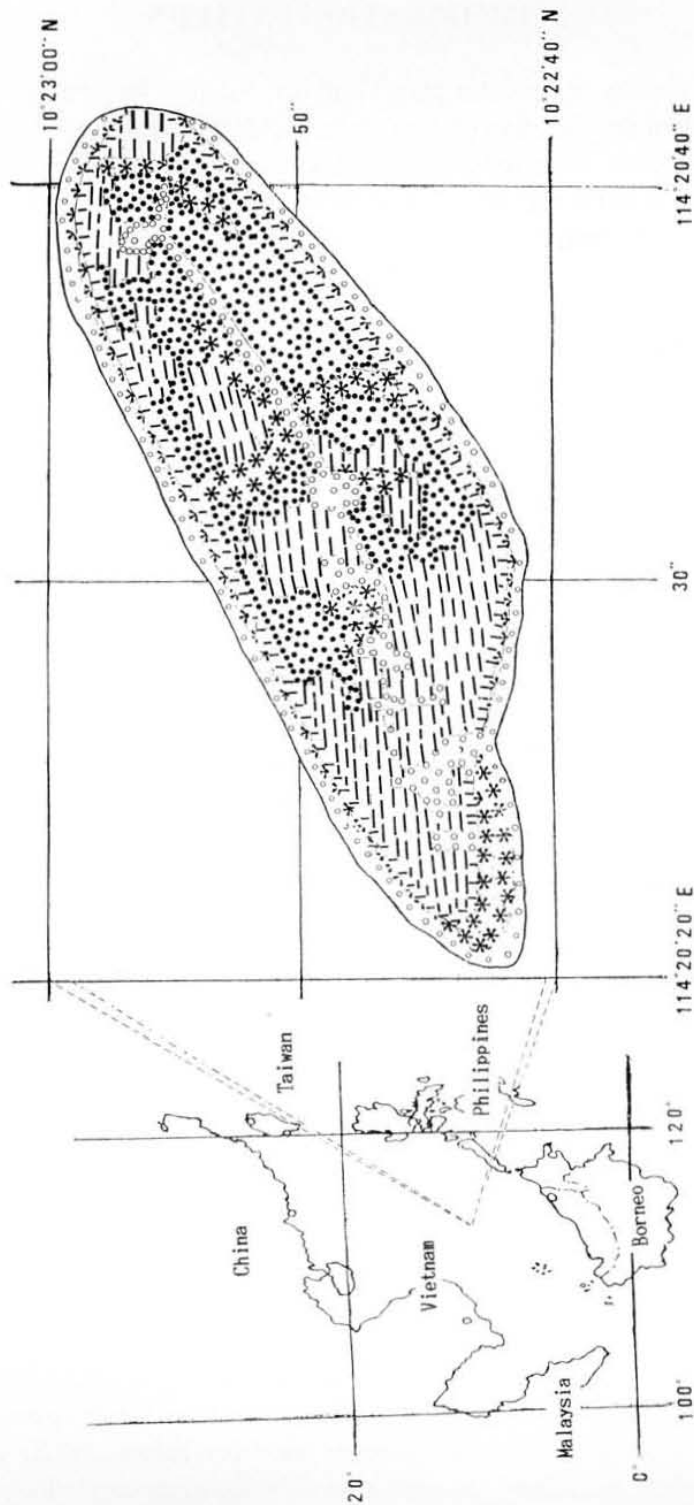 10°23'00" N
50"
10°22'40" N
114°20'20" E
30"
114°20'40" E
China
Taiwan
20°
Vietnam
Philippines
Malaysia
Borneo
0°
100°
120°